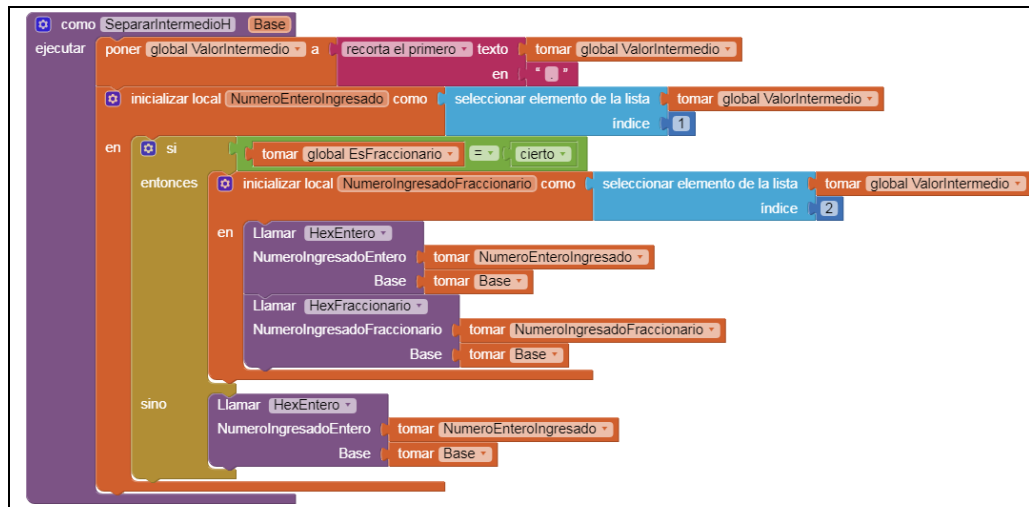 como SepararIntermedioH Base
ejecutar poner global ValorIntermedio a recorta el primero texto tomar global ValorIntermedio
en " . "
inicializar local NumeroEnteroIngresado como seleccionar elemento de la lista tomar global ValorIntermedio
índice 1
en si tomar global EsFraccionario = cierto
entonces inicializar local NumeroIngresadoFraccionario como seleccionar elemento de la lista tomar global ValorIntermedio
índice 2
en Llamar HexEntero
NumeroIngresadoEntero tomar NumeroEnteroIngresado
Base tomar Base
Llamar HexFraccionario
NumeroIngresadoFraccionario tomar NumeroIngresadoFraccionario
Base tomar Base
sino Llamar HexEntero
NumeroIngresadoEntero tomar NumeroEnteroIngresado
Base tomar Base